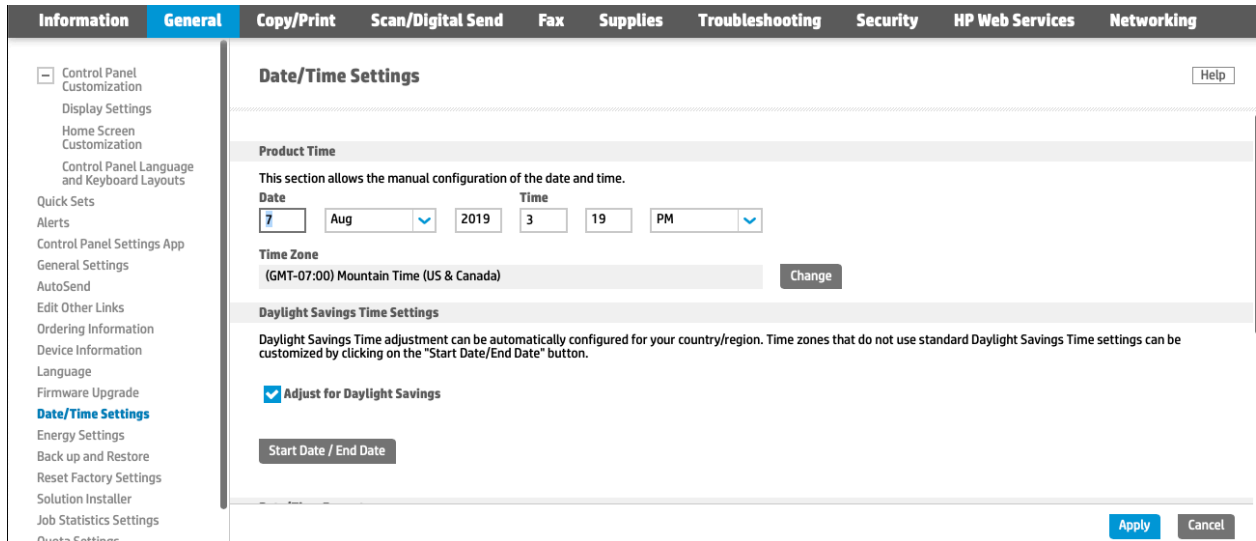 Information General Copy/Print Scan/Digital Send Fax Supplies Troubleshooting Security HP Web Services Networking
Control Panel
Customization
Display Settings
Home Screen
Customization
Control Panel Language
and Keyboard Layouts
Quick Sets
Alerts
Control Panel Settings App
General Settings
AutoSend
Edit Other Links
Ordering Information
Device Information
Language
Firmware Upgrade
Date/Time Settings
Energy Settings
Back up and Restore
Reset Factory Settings
Solution Installer
Job Statistics Settings
Quota Settings
Date/Time Settings
Help
Product Time
This section allows the manual configuration of the date and time.
Date Time
7 Aug 2019 3 19 PM
Time Zone
(GMT-07:00) Mountain Time (US & Canada) Change
Daylight Savings Time Settings
Daylight Savings Time adjustment can be automatically configured for your country/region. Time zones that do not use standard Daylight Savings Time settings can be
customized by clicking on the "Start Date/End Date" button.
Adjust for Daylight Savings
Start Date / End Date
Apply Cancel